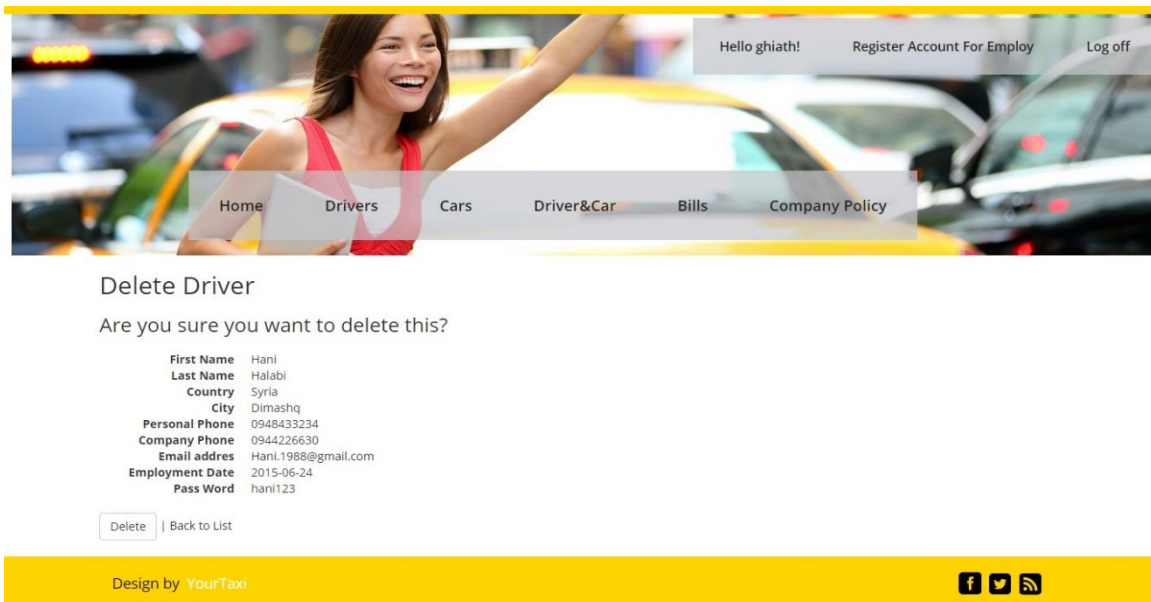 Hello ghiath! Register Account For Employ Log off
Home Drivers Cars Driver&Car Bills Company Policy
Delete Driver
Are you sure you want to delete this?
First Name Hani
Last Name Halabi
Country Syria
City Dimashq
Personal Phone 0948433234
Company Phone 0944226630
Email addres Hani.1988@gmail.com
Employment Date 2015-06-24
Pass Word hani123
Delete | Back to List
Design by YourTaxi